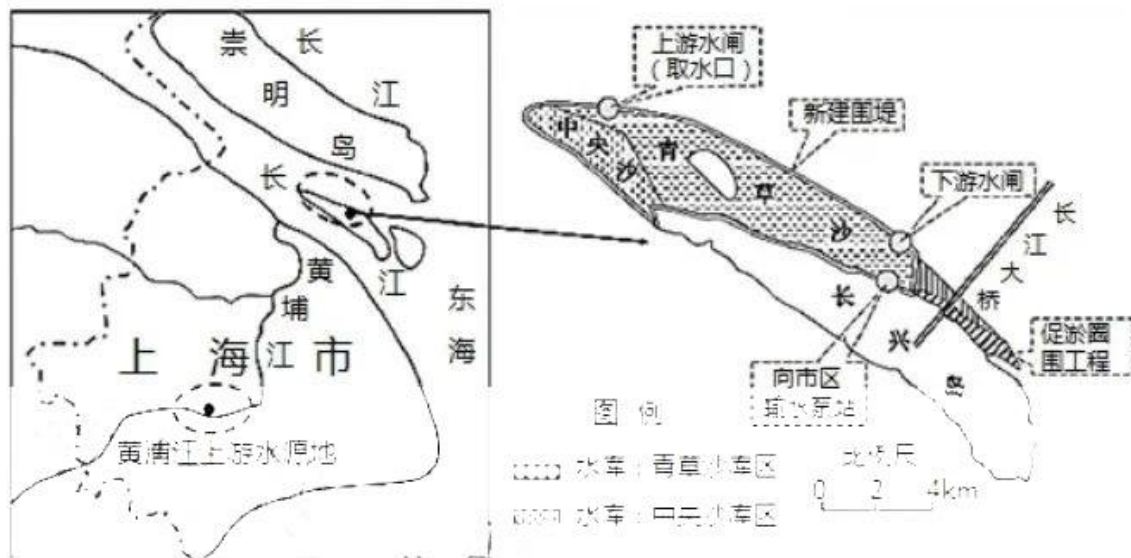 崇明岛
长江
长江
东海
黄埔江
上海市
黄浦江上游水源地
上游水闸
(取水口)
新建围堤
中央沙
青草沙
下游水闸
长江大桥
长兴岛
促淤圈
围工程
向市区
输水泵站
图 例
水库:青草沙库区
水库:中央沙库区
比例尺
0 2 4km